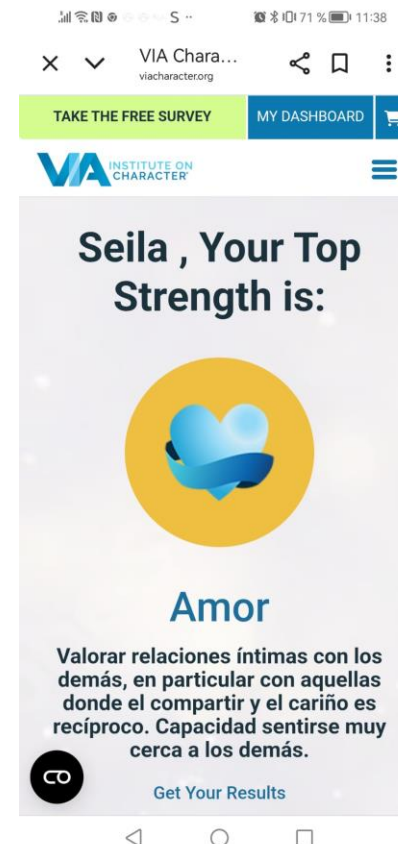 S ··
71 % 11:38
VIA Chara...
viacharacter.org
TAKE THE FREE SURVEY
MY DASHBOARD
VIA INSTITUTE ON
CHARACTER®
Seila , Your Top
Strength is:
Amor
Valorar relaciones íntimas con los
demás, en particular con aquellas
donde el compartir y el cariño es
recíproco. Capacidad sentirse muy
cerca a los demás.
Get Your Results